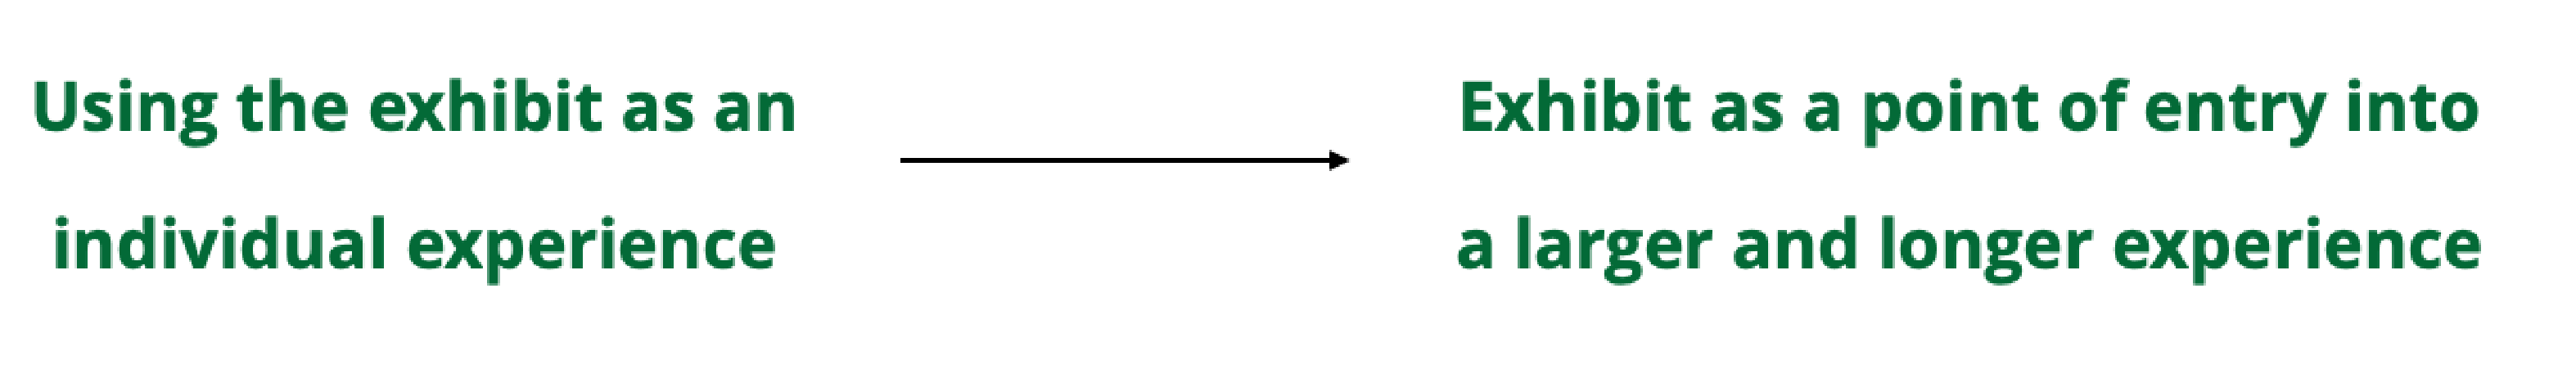 Using the exhibit as an
individual experience
Exhibit as a point of entry into
a larger and longer experience